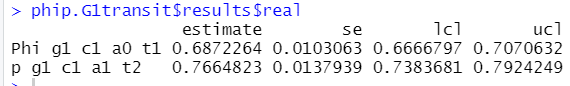 > phip.G1transit$results$real
estimate se lcl ucl
Phi g1 c1 a0 t1 0.6872264 0.0103063 0.6666797 0.7070632
p g1 c1 a1 t2 0.7664823 0.0137939 0.7383681 0.7924249
>